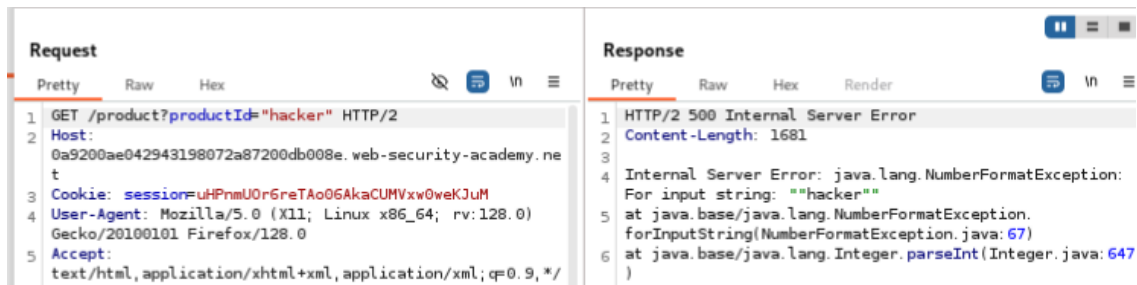 Request
Pretty Raw Hex
\n
1 GET /product?productId="hacker" HTTP/2
2 Host:
0a9200ae042943198072a87200db008e.web-security-academy.ne
t
3 Cookie: session=uHPnmUOr6reTAo06AkaCUMVxw0weKJuM
4 User-Agent: Mozilla/5.0 (X11; Linux x86_64; rv:128.0)
Gecko/20100101 Firefox/128.0
5 Accept:
text/html,application/xhtml+xml,application/xml;q=0.9,*/
Response
Pretty Raw Hex Render
\n
1 HTTP/2 500 Internal Server Error
2 Content-Length: 1681
3
4 Internal Server Error: java.lang.NumberFormatException:
For input string: ""hacker""
5 at java.base/java.lang.NumberFormatException.
forInputString(NumberFormatException.java:67)
6 at java.base/java.lang.Integer.parseInt(Integer.java:647
)